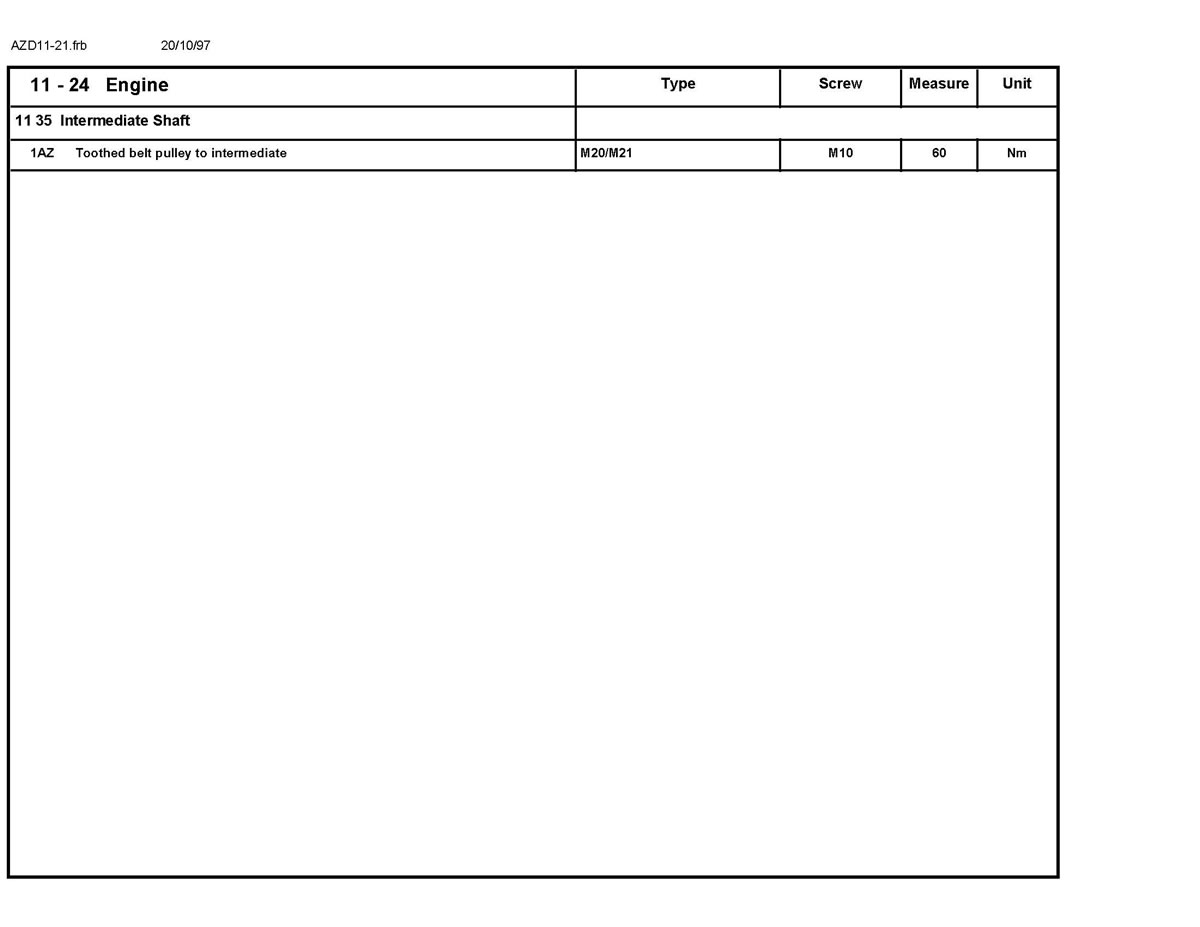 AZD11-21.frb 20/10/97
11 - 24 Engine Type Screw Measure Unit
11 35 Intermediate Shaft
1AZ Toothed belt pulley to intermediate M20/M21 M10 60 Nm